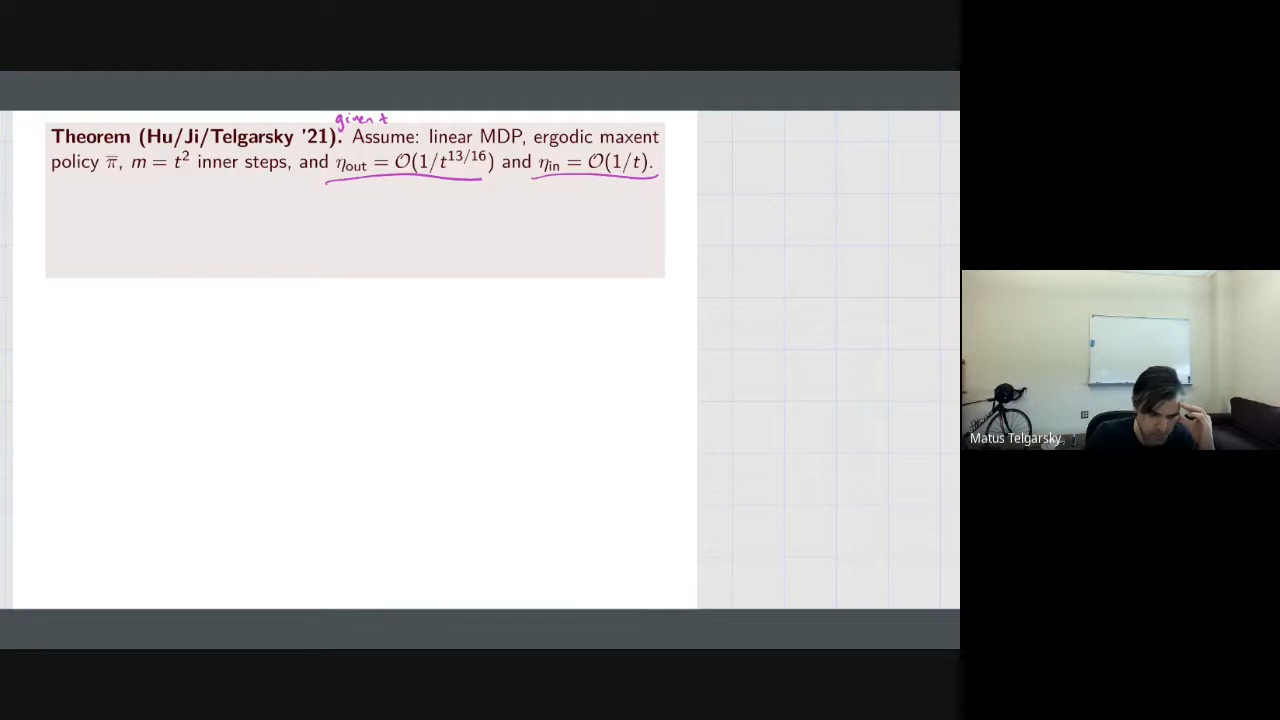 given t
Theorem (Hu/Ji/Telgarsky '21). Assume: linear MDP, ergodic maxent
policy π̅, m = t² inner steps, and η_out = 𝒪(1/t^{13/16}) and η_in = 𝒪(1/t).
Matus Telgarsky